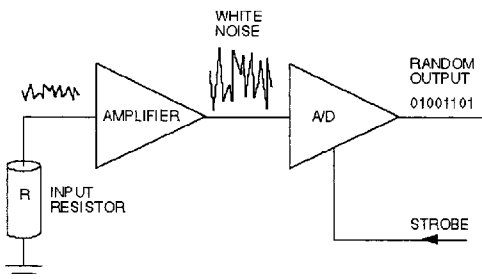 WHITE
NOISE
RANDOM
OUTPUT
01001101
AMPLIFIER
A/D
R
INPUT
RESISTOR
STROBE